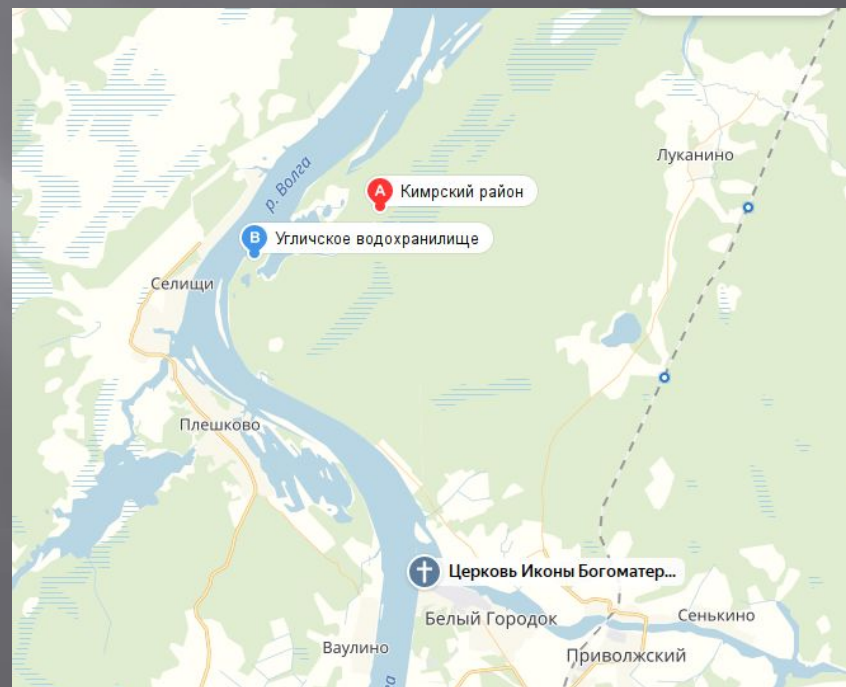 Луканино
р. Волга
A Кимрский район
B Угличское водохранилище
Селищи
Плешково
Церковь Иконы Богоматер...
Белый Городок
Сенькино
Ваулино
Приволжский